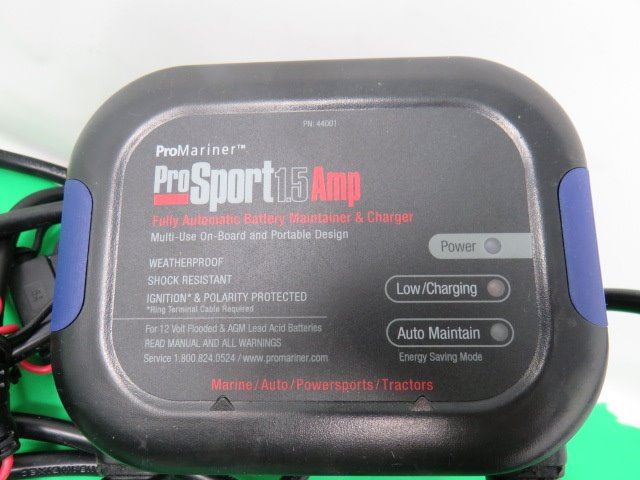 PN: 44001
ProMariner™
ProSport 1.5 Amp
Fully Automatic Battery Maintainer & Charger
Multi-Use On-Board and Portable Design
Power
WEATHERPROOF
SHOCK RESISTANT
IGNITION* & POLARITY PROTECTED
*Ring Terminal Cable Required
Low/Charging
For 12 Volt Flooded & AGM Lead Acid Batteries
READ MANUAL AND ALL WARNINGS
Service 1:800.824.0524 / www.promariner.com
Auto Maintain
Energy Saving Mode
Marine/Auto/Powersports/Tractors